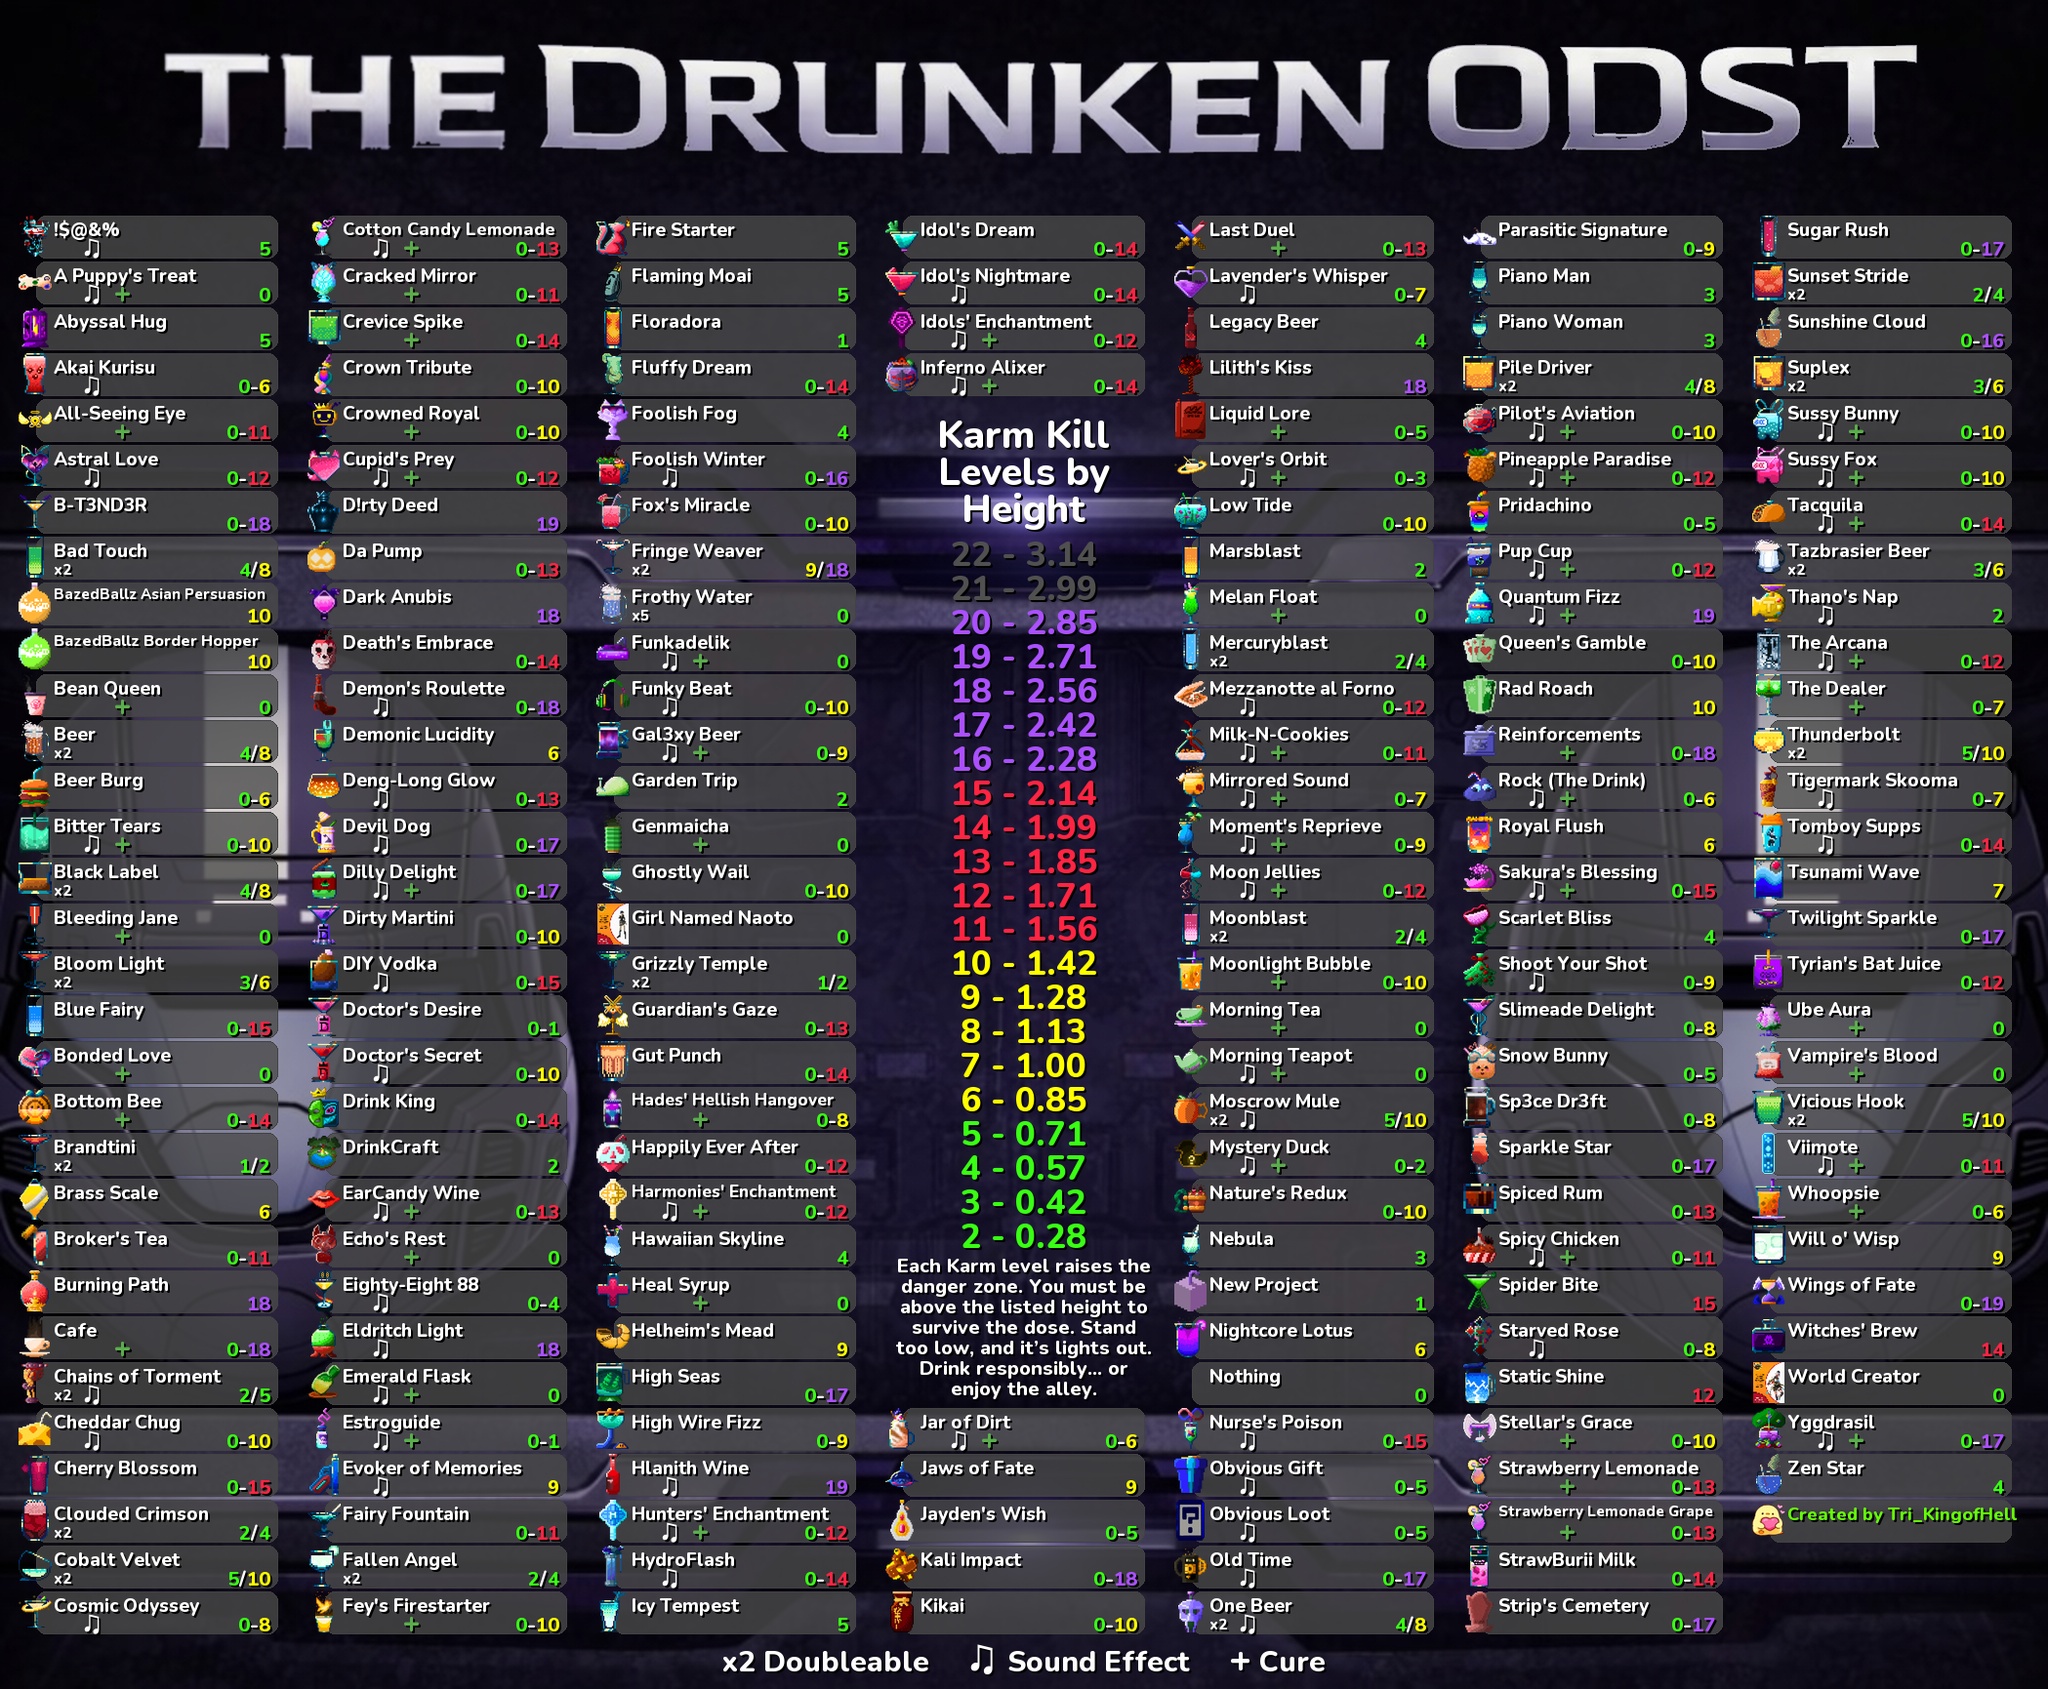 THE DRUNKEN ODST
!$@&%
♫ 5
A Puppy's Treat
♫ + 0
Abyssal Hug
5
Akai Kurisu
♫ 0-6
All-Seeing Eye
+ 0-11
Astral Love
♫ 0-12
B-T3ND3R
0-18
Bad Touch
x2 4/8
BazedBallz Asian Persuasion
10
BazedBallz Border Hopper
10
Bean Queen
+ 0
Beer
x2 4/8
Beer Burg
0-6
Bitter Tears
♫ + 0-10
Black Label
x2 4/8
Bleeding Jane
+ 0
Bloom Light
x2 3/6
Blue Fairy
0-15
Bonded Love
+ 0
Bottom Bee
+ 0-14
Brandtini
x2 1/2
Brass Scale
6
Broker's Tea
0-11
Burning Path
18
Cafe
+ 0-18
Chains of Torment
x2 ♫ 2/5
Cheddar Chug
♫ 0-10
Cherry Blossom
0-15
Clouded Crimson
x2 2/4
Cobalt Velvet
x2 5/10
Cosmic Odyssey
♫ 0-8
Cotton Candy Lemonade
♫ + 0-13
Cracked Mirror
+ 0-11
Crevice Spike
+ 0-14
Crown Tribute
0-10
Crowned Royal
+ 0-10
Cupid's Prey
♫ + 0-12
D!rty Deed
19
Da Pump
0-13
Dark Anubis
18
Death's Embrace
0-14
Demon's Roulette
♫ 0-18
Demonic Lucidity
6
Deng-Long Glow
♫ 0-13
Devil Dog
♫ 0-17
Dilly Delight
♫ + 0-17
Dirty Martini
0-10
DIY Vodka
♫ 0-15
Doctor's Desire
0-1
Doctor's Secret
♫ 0-10
Drink King
0-14
DrinkCraft
2
EarCandy Wine
♫ + 0-13
Echo's Rest
+ 0
Eighty-Eight 88
♫ 0-4
Eldritch Light
♫ 18
Emerald Flask
♫ + 0
Estroguide
♫ + 0-1
Evoker of Memories
♫ 9
Fairy Fountain
0-11
Fallen Angel
x2 2/4
Fey's Firestarter
+ 0-10
Fire Starter
5
Flaming Moai
5
Floradora
1
Fluffy Dream
0-14
Foolish Fog
4
Foolish Winter
♫ 0-16
Fox's Miracle
0-10
Fringe Weaver
x2 9/18
Frothy Water
x5 0
Funkadelik
♫ + 0
Funky Beat
♫ 0-10
Gal3xy Beer
♫ + 0-9
Garden Trip
2
Genmaicha
+ 0
Ghostly Wail
0-10
Girl Named Naoto
0
Grizzly Temple
x2 1/2
Guardian's Gaze
0-13
Gut Punch
0-14
Hades' Hellish Hangover
+ 0-8
Happily Ever After
0-12
Harmonies' Enchantment
♫ + 0-12
Hawaiian Skyline
4
Heal Syrup
+ 0
Helheim's Mead
9
High Seas
0-17
High Wire Fizz
0-9
Hlanith Wine
♫ 19
Hunters' Enchantment
♫ + 0-12
HydroFlash
♫ 0-14
Icy Tempest
5
Idol's Dream
0-14
Idol's Nightmare
♫ 0-14
Idols' Enchantment
♫ + 0-12
Inferno Alixer
♫ + 0-14
Karm Kill
Levels by
Height
22 - 3.14
21 - 2.99
20 - 2.85
19 - 2.71
18 - 2.56
17 - 2.42
16 - 2.28
15 - 2.14
14 - 1.99
13 - 1.85
12 - 1.71
11 - 1.56
10 - 1.42
9 - 1.28
8 - 1.13
7 - 1.00
6 - 0.85
5 - 0.71
4 - 0.57
3 - 0.42
2 - 0.28
Each Karm level raises the
danger zone. You must be
above the listed height to
survive the dose. Stand
too low, and it's lights out.
Drink responsibly... or
enjoy the alley.
Jar of Dirt
♫ + 0-6
Jaws of Fate
9
Jayden's Wish
0-5
Kali Impact
0-18
Kikai
0-10
Last Duel
+ 0-13
Lavender's Whisper
♫ 0-7
Legacy Beer
4
Lilith's Kiss
18
Liquid Lore
+ 0-5
Lover's Orbit
♫ + 0-3
Low Tide
0-10
Marsblast
2
Melan Float
+ 0
Mercuryblast
x2 2/4
Mezzanotte al Forno
♫ 0-12
Milk-N-Cookies
♫ + 0-11
Mirrored Sound
♫ + 0-7
Moment's Reprieve
♫ + 0-9
Moon Jellies
♫ + 0-12
Moonblast
x2 2/4
Moonlight Bubble
+ 0-10
Morning Tea
+ 0
Morning Teapot
♫ + 0
Moscrow Mule
x2 ♫ 5/10
Mystery Duck
♫ + 0-2
Nature's Redux
0-10
Nebula
3
New Project
1
Nightcore Lotus
6
Nothing
0
Nurse's Poison
♫ 0-15
Obvious Gift
♫ 0-5
Obvious Loot
♫ 0-5
Old Time
♫ 0-17
One Beer
x2 ♫ 4/8
Parasitic Signature
0-9
Piano Man
3
Piano Woman
3
Pile Driver
x2 4/8
Pilot's Aviation
♫ + 0-10
Pineapple Paradise
♫ + 0-12
Pridachino
0-5
Pup Cup
♫ + 0-12
Quantum Fizz
♫ + 19
Queen's Gamble
0-10
Rad Roach
10
Reinforcements
+ 0-18
Rock (The Drink)
♫ + 0-6
Royal Flush
6
Sakura's Blessing
♫ + 0-15
Scarlet Bliss
4
Shoot Your Shot
♫ 0-9
Slimeade Delight
0-8
Snow Bunny
0-5
Sp3ce Dr3ft
0-8
Sparkle Star
0-17
Spiced Rum
0-13
Spicy Chicken
♫ + 0-11
Spider Bite
15
Starved Rose
♫ 0-8
Static Shine
12
Stellar's Grace
+ 0-10
Strawberry Lemonade
+ 0-13
Strawberry Lemonade Grape
+ 0-13
StrawBurii Milk
0-14
Strip's Cemetery
0-17
Sugar Rush
0-17
Sunset Stride
x2 2/4
Sunshine Cloud
0-16
Suplex
x2 3/6
Sussy Bunny
♫ + 0-10
Sussy Fox
♫ + 0-10
Tacquila
♫ + 0-14
Tazbrasier Beer
x2 3/6
Thano's Nap
♫ 2
The Arcana
♫ + 0-12
The Dealer
+ 0-7
Thunderbolt
x2 5/10
Tigermark Skooma
♫ 0-7
Tomboy Supps
♫ 0-14
Tsunami Wave
7
Twilight Sparkle
0-17
Tyrian's Bat Juice
0-12
Ube Aura
+ 0
Vampire's Blood
+ 0
Vicious Hook
x2 5/10
Viimote
♫ + 0-11
Whoopsie
+ 0-6
Will o' Wisp
9
Wings of Fate
0-19
Witches' Brew
14
World Creator
0
Yggdrasil
♫ + 0-17
Zen Star
4
Created by Tri_KingofHell
x2 Doubleable ♫ Sound Effect + Cure